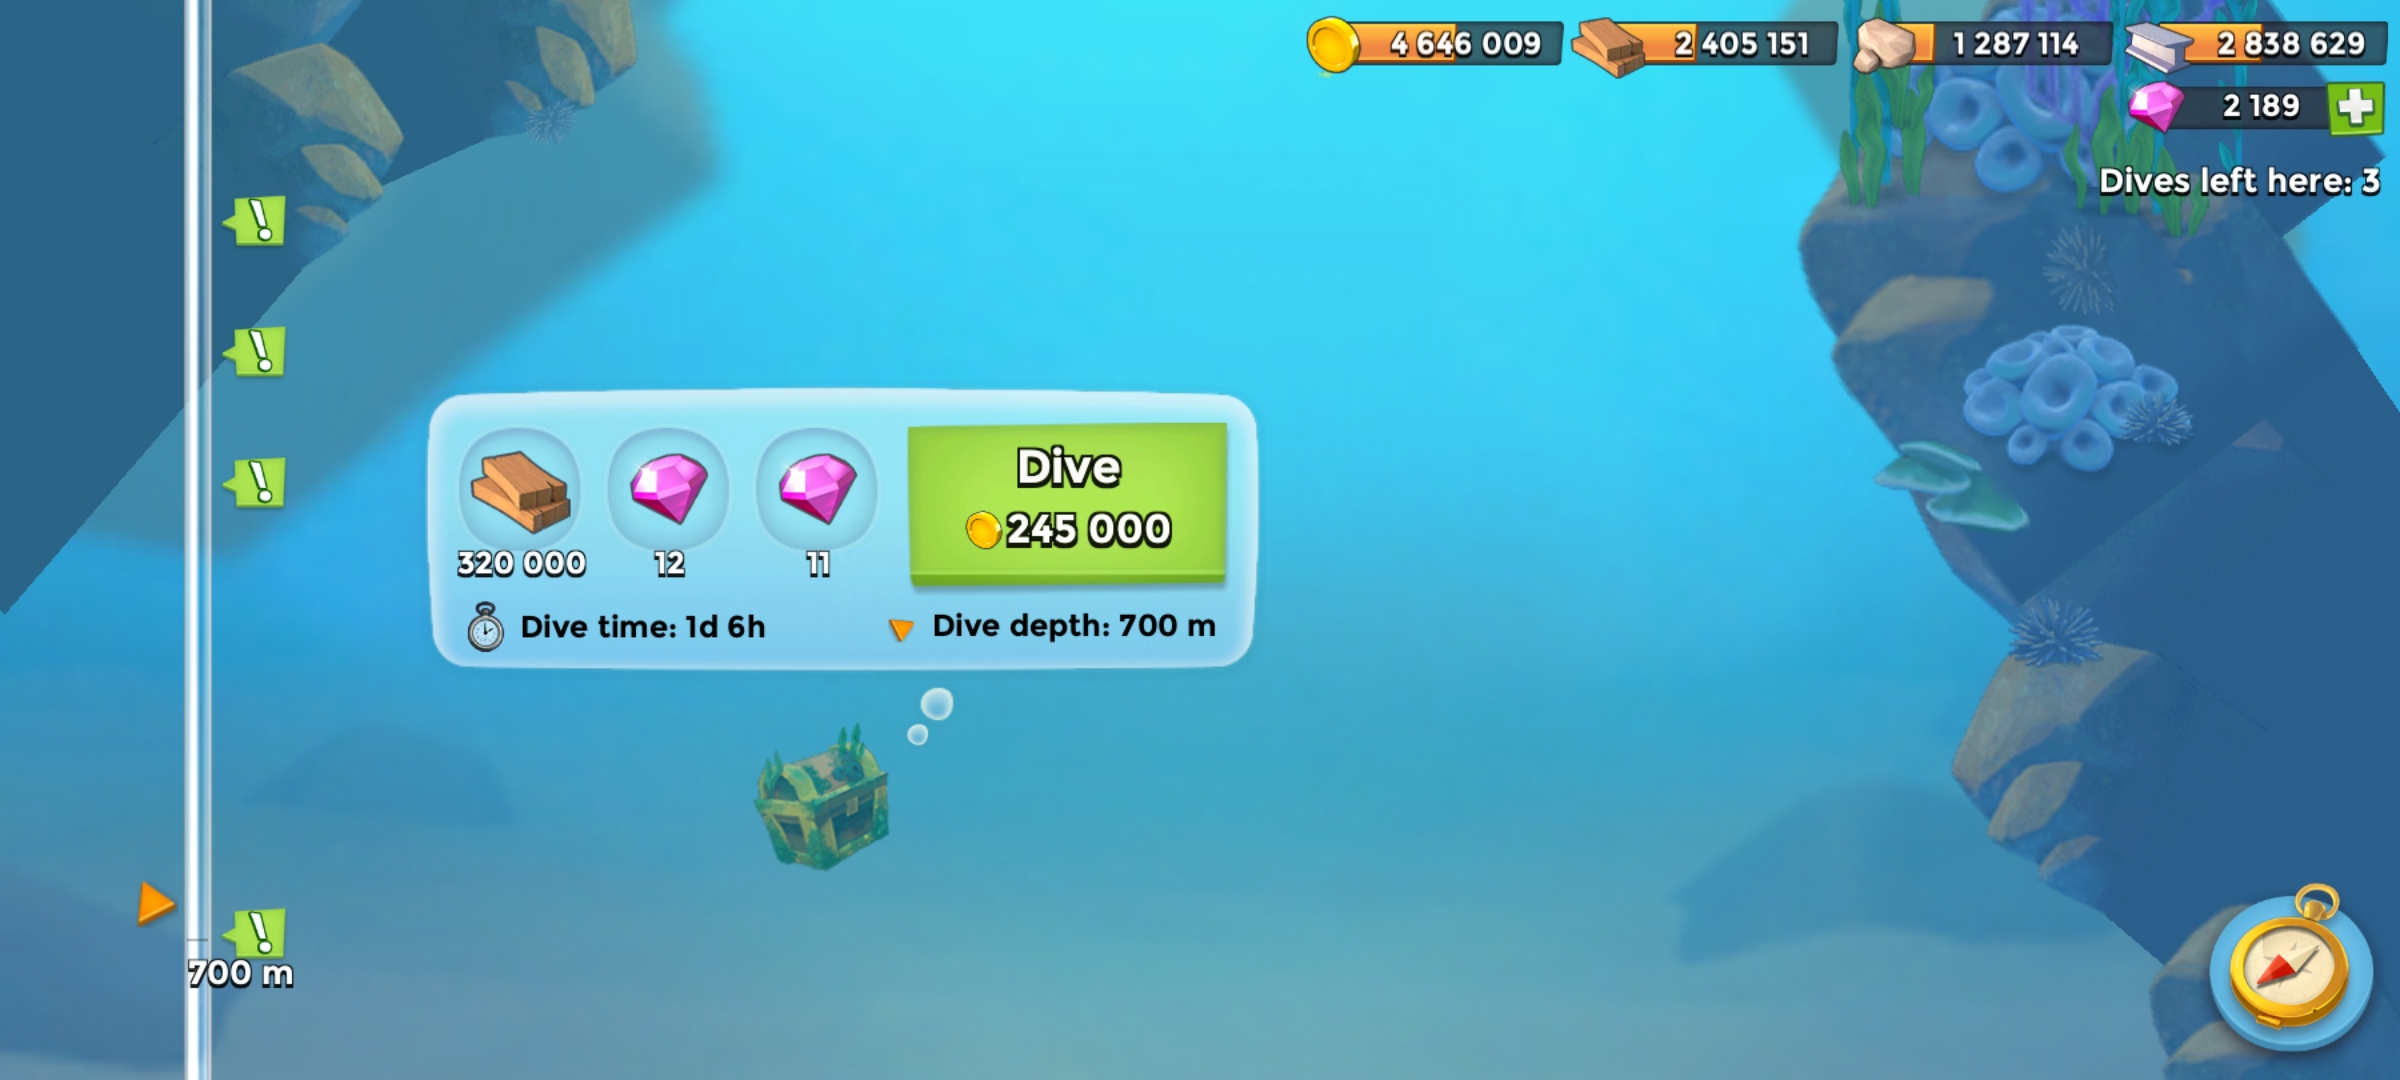 4 646 009
2 405 151
1 287 114
2 838 629
2 189
Dives left here: 3
Dive
245 000
320 000
12
11
Dive time: 1d 6h
Dive depth: 700 m
700 m